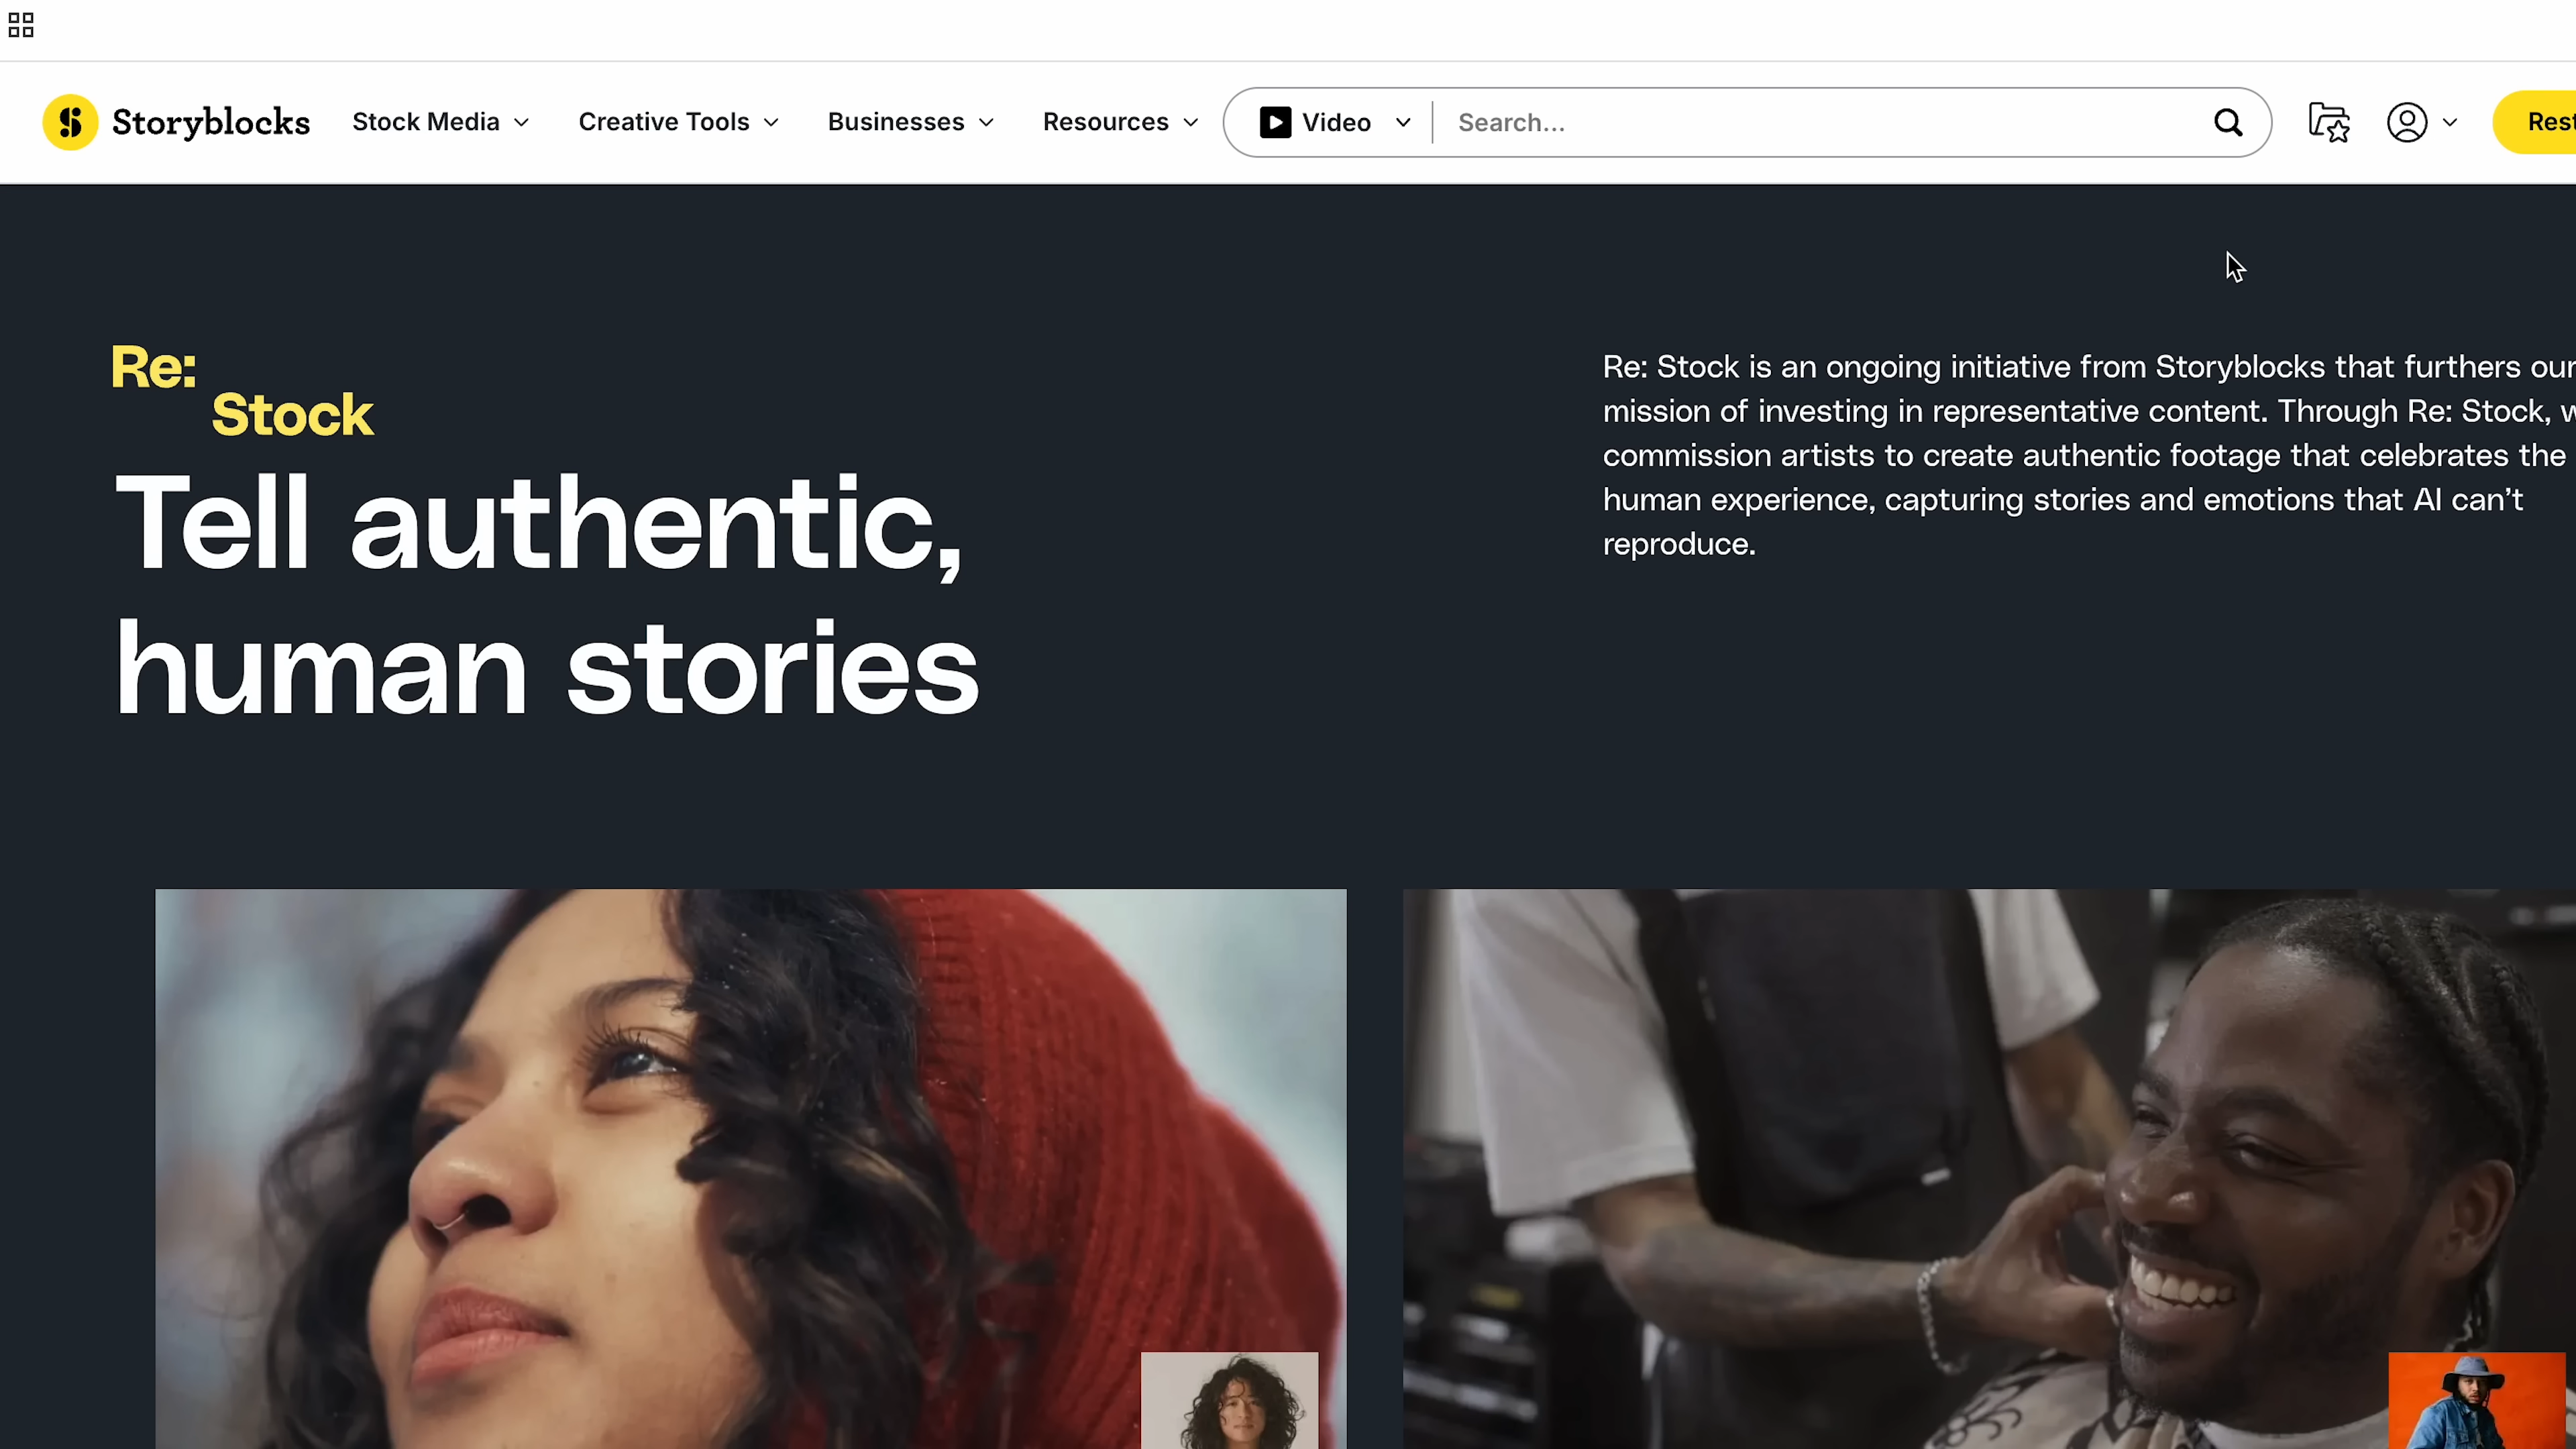 Storyblocks
Stock Media
Creative Tools
Businesses
Resources
Video
Search...
Re:
Stock
Tell authentic,
human stories
Re: Stock is an ongoing initiative from Storyblocks that furthers our
mission of investing in representative content. Through Re: Stock,
commission artists to create authentic footage that celebrates the
human experience, capturing stories and emotions that AI can't
reproduce.